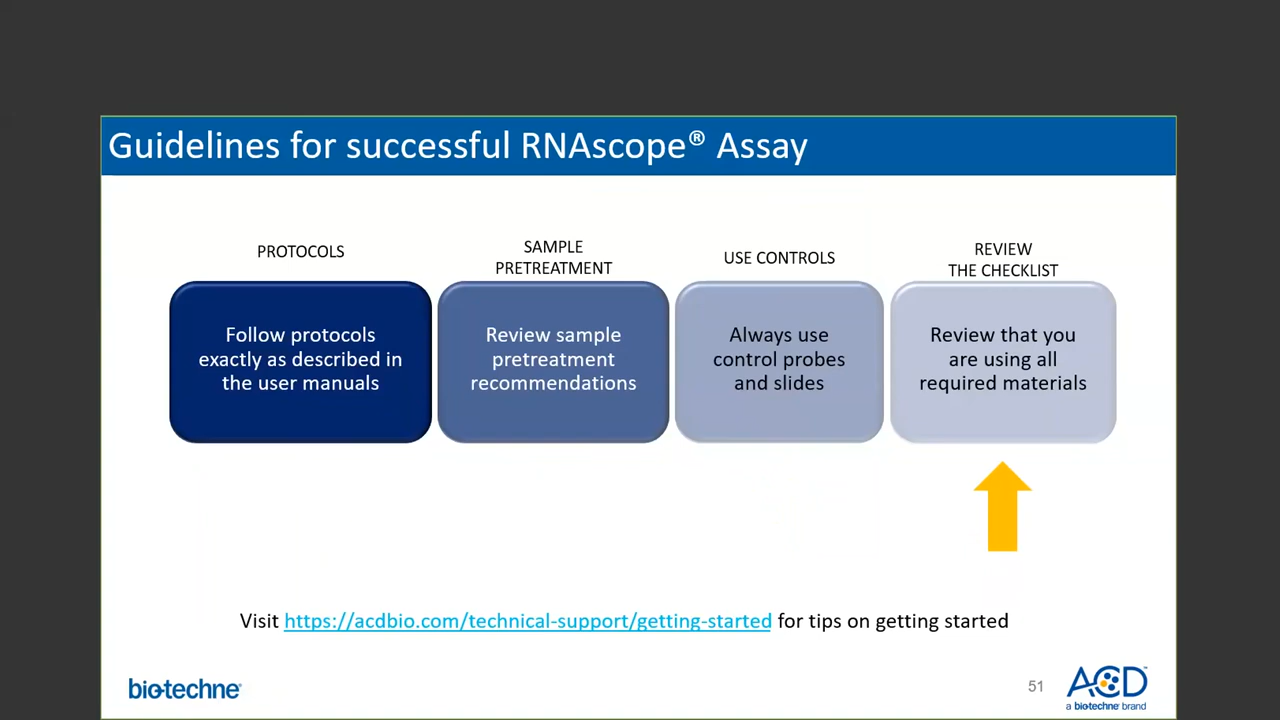 Guidelines for successful RNAscope® Assay
PROTOCOLS
Follow protocols
exactly as described in
the user manuals
SAMPLE
PRETREATMENT
Review sample
pretreatment
recommendations
USE CONTROLS
Always use
control probes
and slides
REVIEW
THE CHECKLIST
Review that you
are using all
required materials
Visit https://acdbio.com/technical-support/getting-started for tips on getting started
bio-techne®
51
ACD™
a bio-techne brand